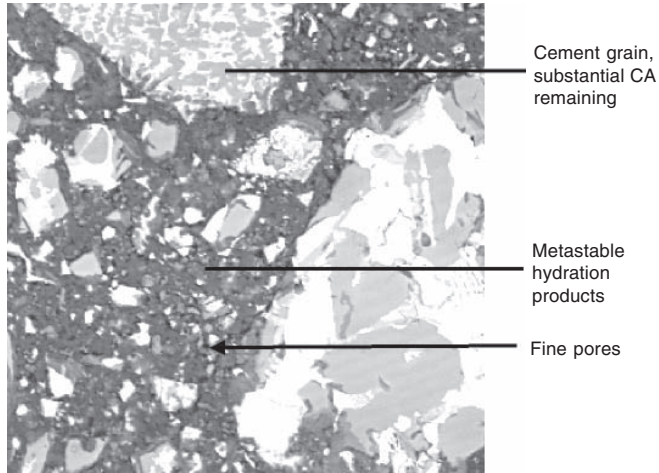 Cement grain,
substantial CA
remaining
Metastable
hydration
products
Fine pores